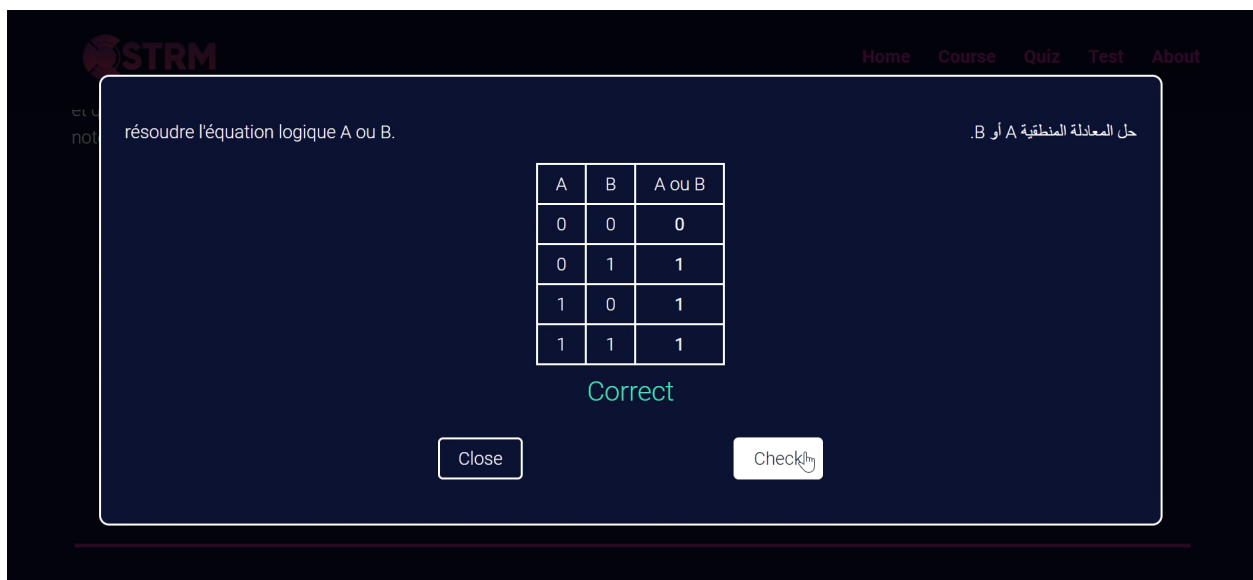 STRM
Home Course Quiz Test About
résoudre l'équation logique A ou B.
حل المعادلة المنطقية A أو B.
A B A ou B
0 0 0
0 1 1
1 0 1
1 1 1
Correct
Close Check